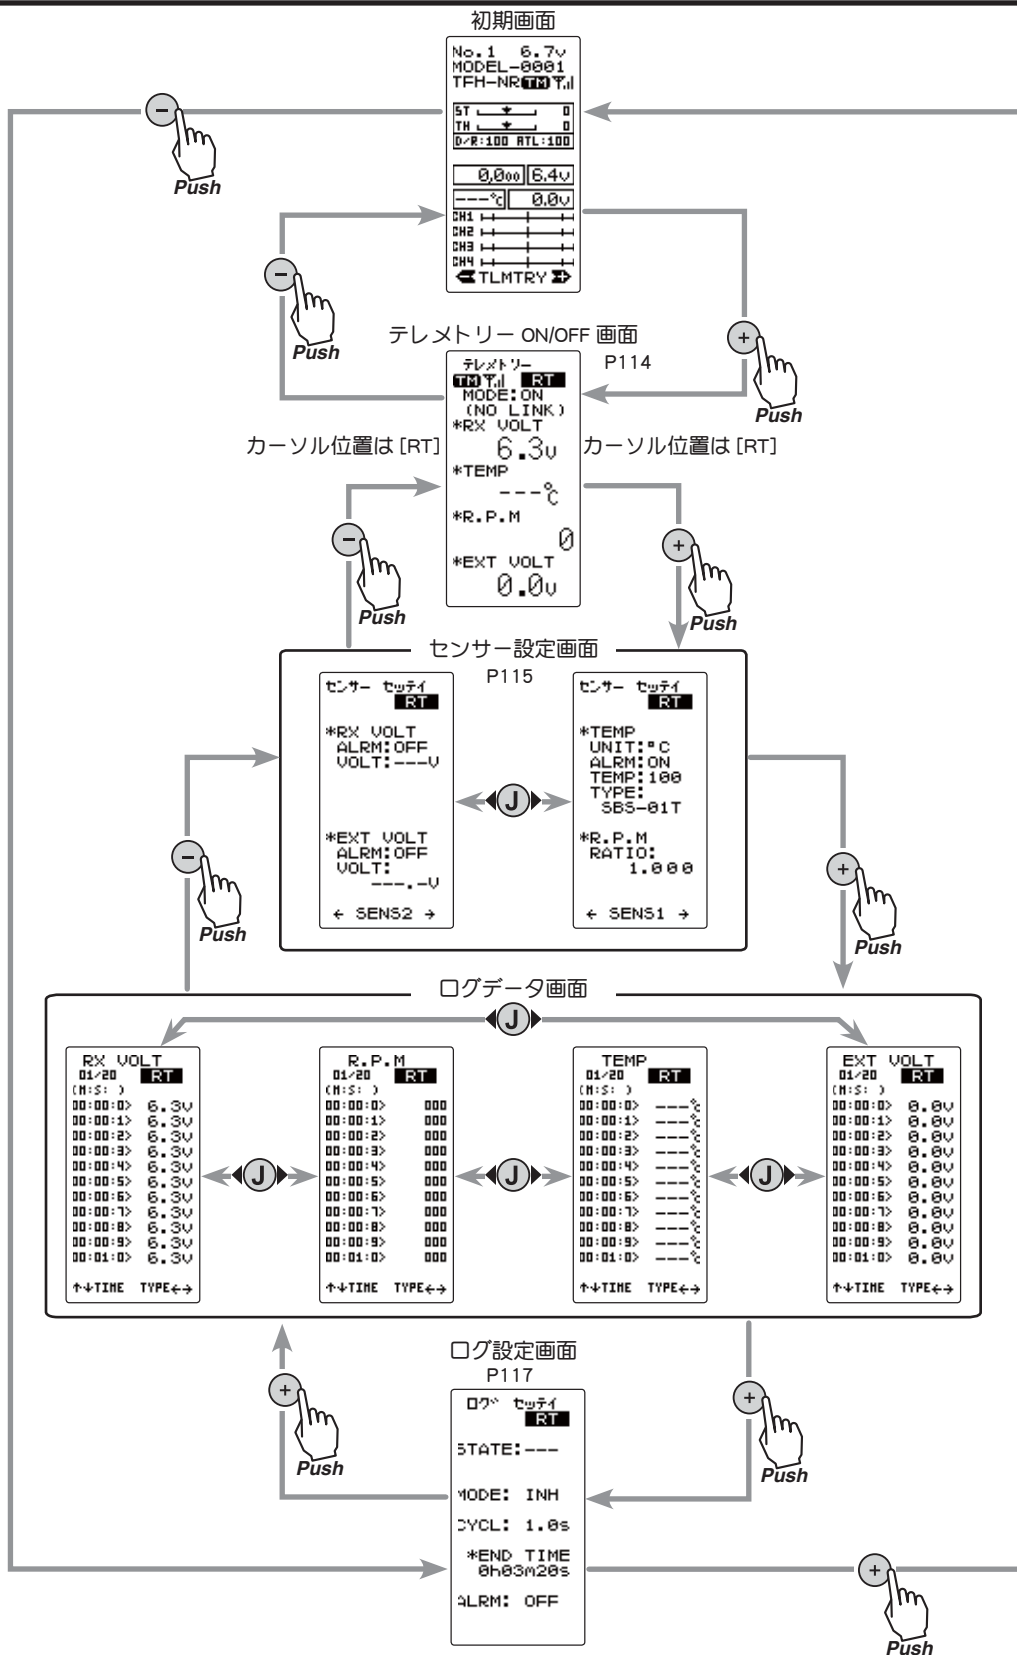 初期画面
No.1 6.7v
MODEL-0001
TFH-NR TM
ST 0
TH 0
D/R:100 ATL:100
0,000 6.4v
---℃ 0.0v
CH1
CH2
CH3
CH4
- TLMTRY +
-
Push
-
Push
+
Push
テレメトリー ON/OFF 画面
P114
テレメトリー
TM RT
MODE:ON
(NO LINK)
*RX VOLT
6.3v
*TEMP
---℃
*R.P.M
0
*EXT VOLT
0.0v
カーソル位置は [RT]
カーソル位置は [RT]
-
Push
+
Push
センサー設定画面
P115
センサー セッテイ
RT
*RX VOLT
ALRM:OFF
VOLT:---V
*EXT VOLT
ALRM:OFF
VOLT:
---.-V
← SENS2 →
J
センサー セッテイ
RT
*TEMP
UNIT:°C
ALRM:ON
TEMP:100
TYPE:
SBS-01T
*R.P.M
RATIO:
1.000
← SENS1 →
-
Push
+
Push
ログデータ画面
J
RX VOLT
01/20 RT
(M:S: )
00:00:0> 6.3V
00:00:1> 6.3V
00:00:2> 6.3V
00:00:3> 6.3V
00:00:4> 6.3V
00:00:5> 6.3V
00:00:6> 6.3V
00:00:7> 6.3V
00:00:8> 6.3V
00:00:9> 6.3V
00:01:0> 6.3V
↑↓TIME TYPE←→
J
R.P.M
01/20 RT
(M:S: )
00:00:0> 000
00:00:1> 000
00:00:2> 000
00:00:3> 000
00:00:4> 000
00:00:5> 000
00:00:6> 000
00:00:7> 000
00:00:8> 000
00:00:9> 000
00:01:0> 000
↑↓TIME TYPE←→
J
TEMP
01/20 RT
(M:S: )
00:00:0> ---℃
00:00:1> ---℃
00:00:2> ---℃
00:00:3> ---℃
00:00:4> ---℃
00:00:5> ---℃
00:00:6> ---℃
00:00:7> ---℃
00:00:8> ---℃
00:00:9> ---℃
00:01:0> ---℃
↑↓TIME TYPE←→
J
EXT VOLT
01/20 RT
(M:S: )
00:00:0> 0.0V
00:00:1> 0.0V
00:00:2> 0.0V
00:00:3> 0.0V
00:00:4> 0.0V
00:00:5> 0.0V
00:00:6> 0.0V
00:00:7> 0.0V
00:00:8> 0.0V
00:00:9> 0.0V
00:01:0> 0.0V
↑↓TIME TYPE←→
+
Push
+
Push
ログ設定画面
P117
ログ セッテイ
RT
STATE:---
MODE: INH
CYCL: 1.0s
*END TIME
0h03m20s
ALRM: OFF
+
Push